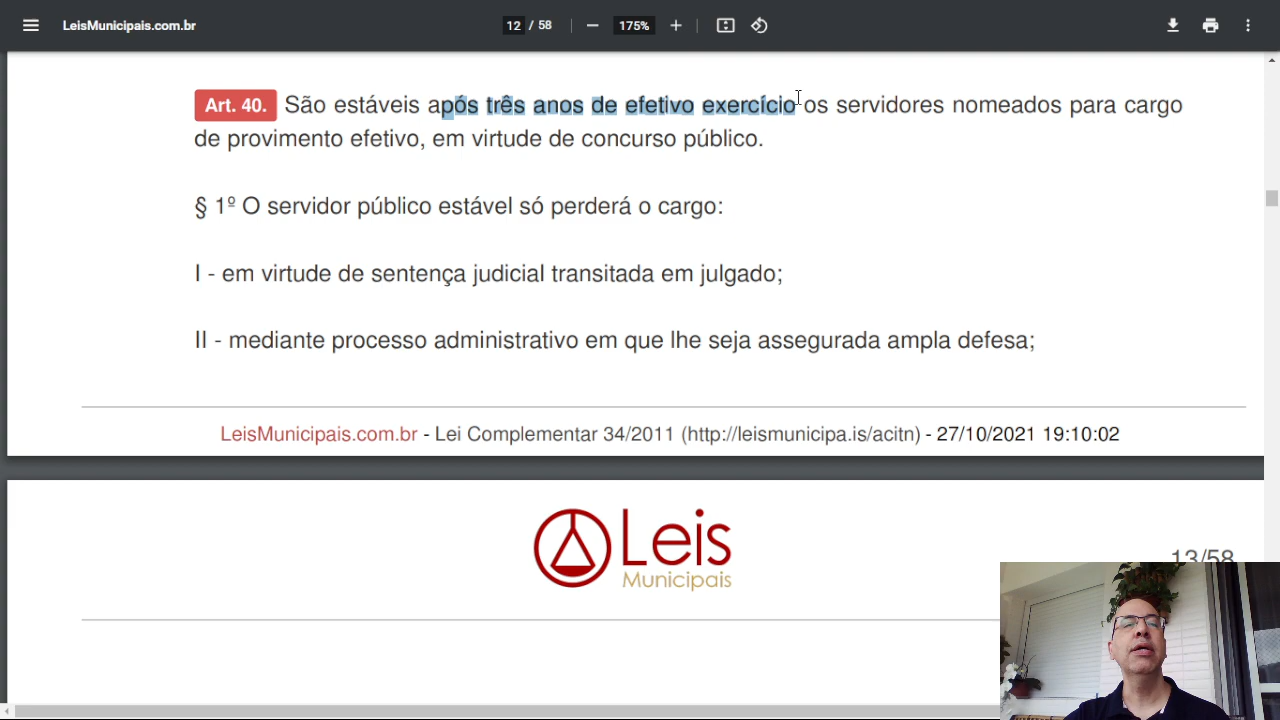 LeisMunicipais.com.br
12 / 58
175%
Art. 40. São estáveis após três anos de efetivo exercício os servidores nomeados para cargo
de provimento efetivo, em virtude de concurso público.
§ 1º O servidor público estável só perderá o cargo:
I - em virtude de sentença judicial transitada em julgado;
II - mediante processo administrativo em que lhe seja assegurada ampla defesa;
LeisMunicipais.com.br - Lei Complementar 34/2011 (http://leismunicipa.is/acitn) - 27/10/2021 19:10:02
Leis
Municipais
13/58